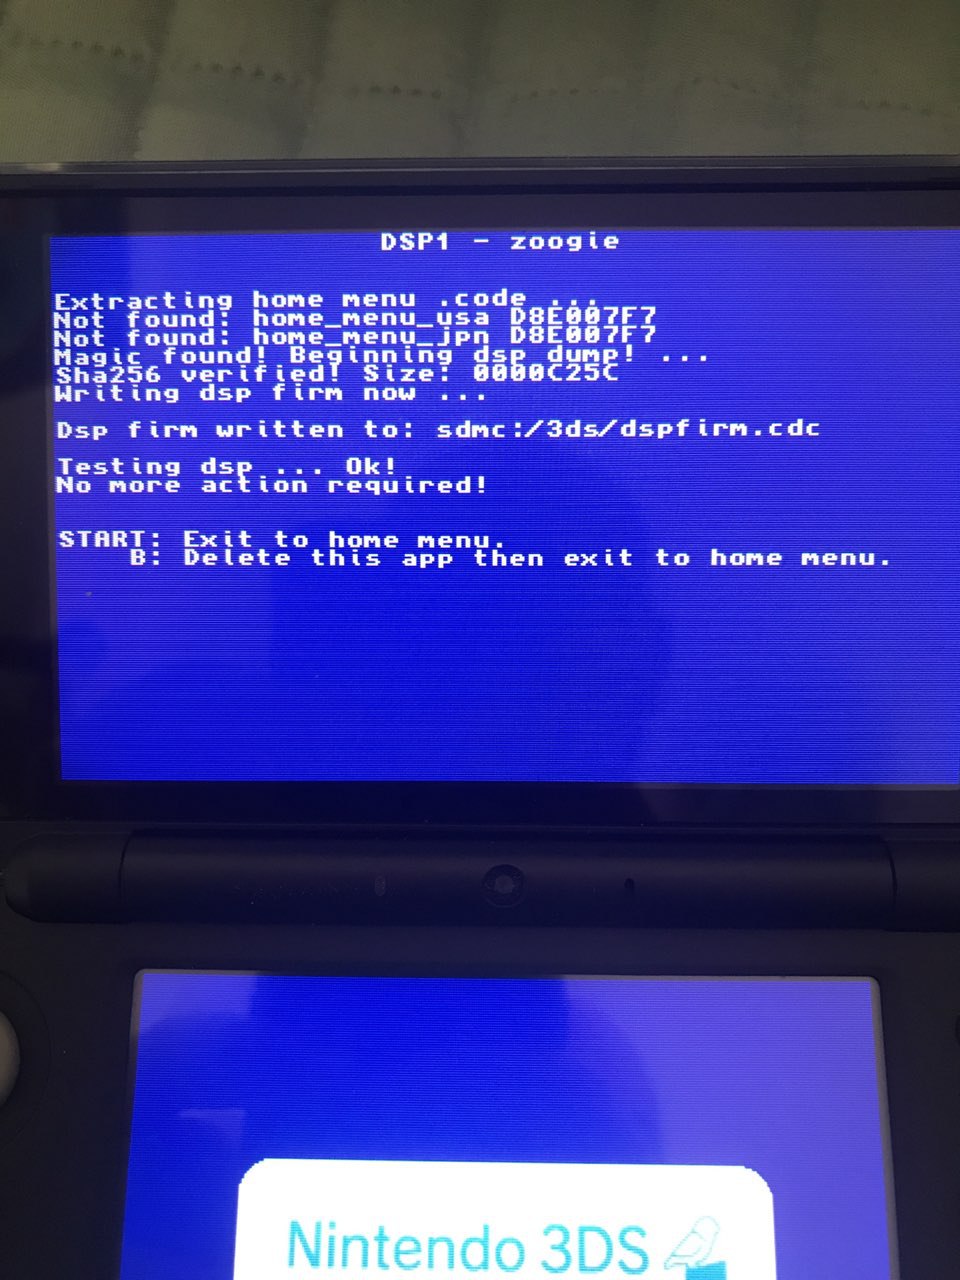 DSP1 - zoogie
Extracting home menu .code ...
Not found: home_menu_usa D8E007F7
Not found: home_menu_jpn D8E007F7
Magic found! Beginning dsp dump! ...
Sha256 verified! Size: 0000C25C
Writing dsp firm now ...
Dsp firm written to: sdmc:/3ds/dspfirm.cdc
Testing dsp ... Ok!
No more action required!
START: Exit to home menu.
B: Delete this app then exit to home menu.
Nintendo 3DS